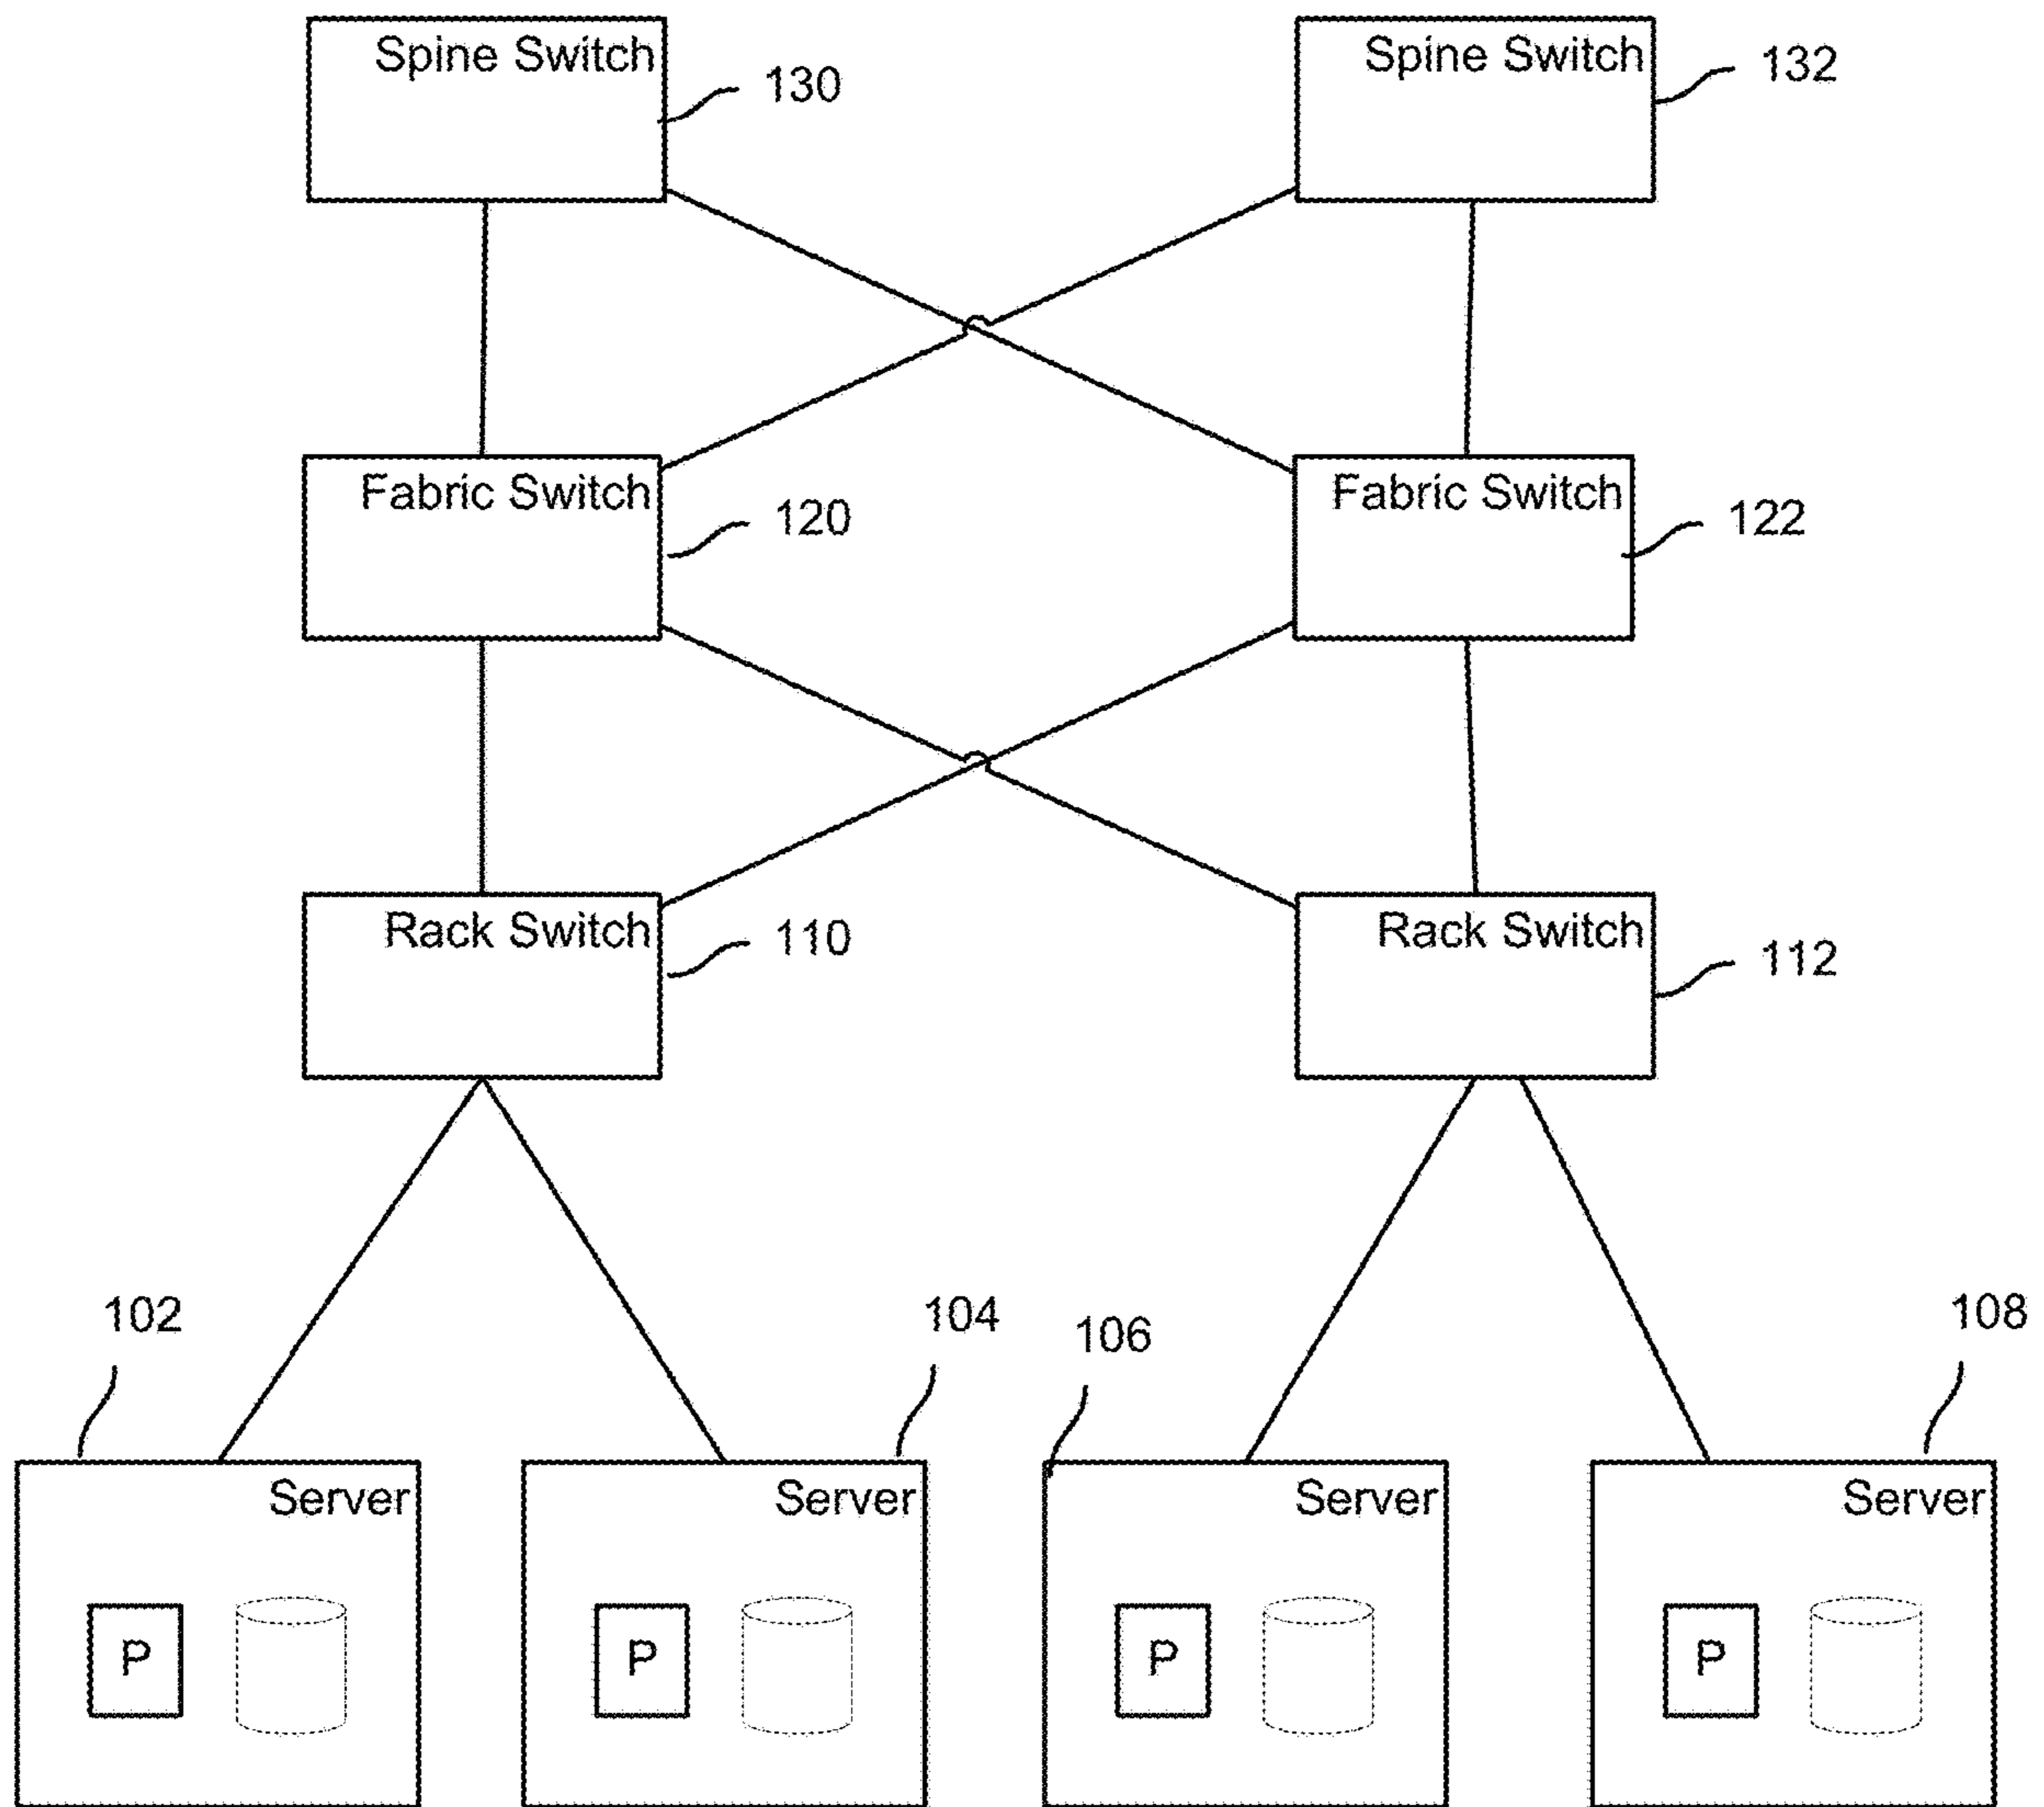 Spine Switch
130
Spine Switch
132
Fabric Switch
120
Fabric Switch
122
Rack Switch
110
Rack Switch
112
102
104
106
108
Server
Server
Server
Server
P
P
P
P